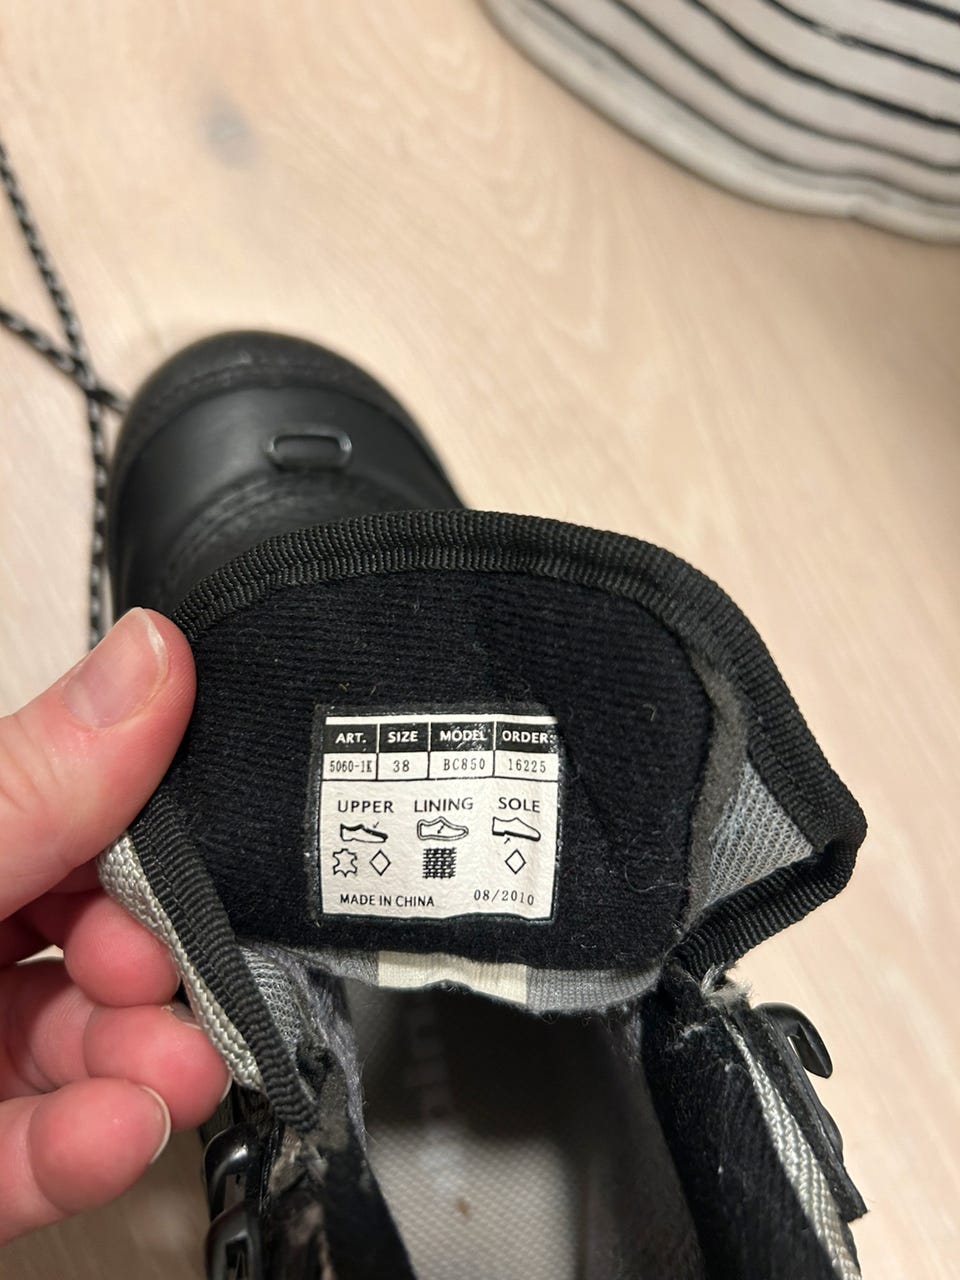 ART. SIZE MODEL ORDER:
5060-1K 38 BC850 16225
UPPER LINING SOLE
MADE IN CHINA 08/2010